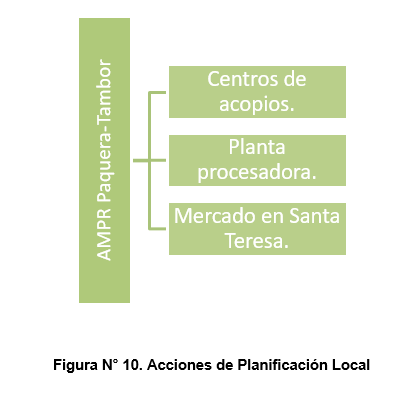 AMPR Paquera-Tambor
Centros de
acopios.
Planta
procesadora.
Mercado en Santa
Teresa.
Figura N° 10. Acciones de Planificación Local